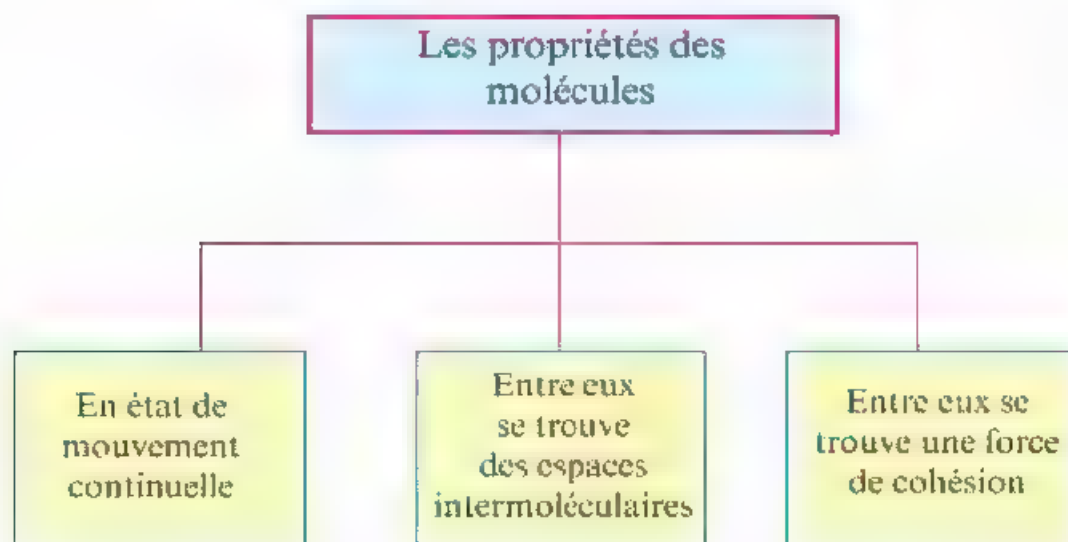 Les propriétés des
molécules
En état de
mouvement
continuelle
Entre eux
se trouve
des espaces
intermoléculaires
Entre eux se
trouve une force
de cohésion